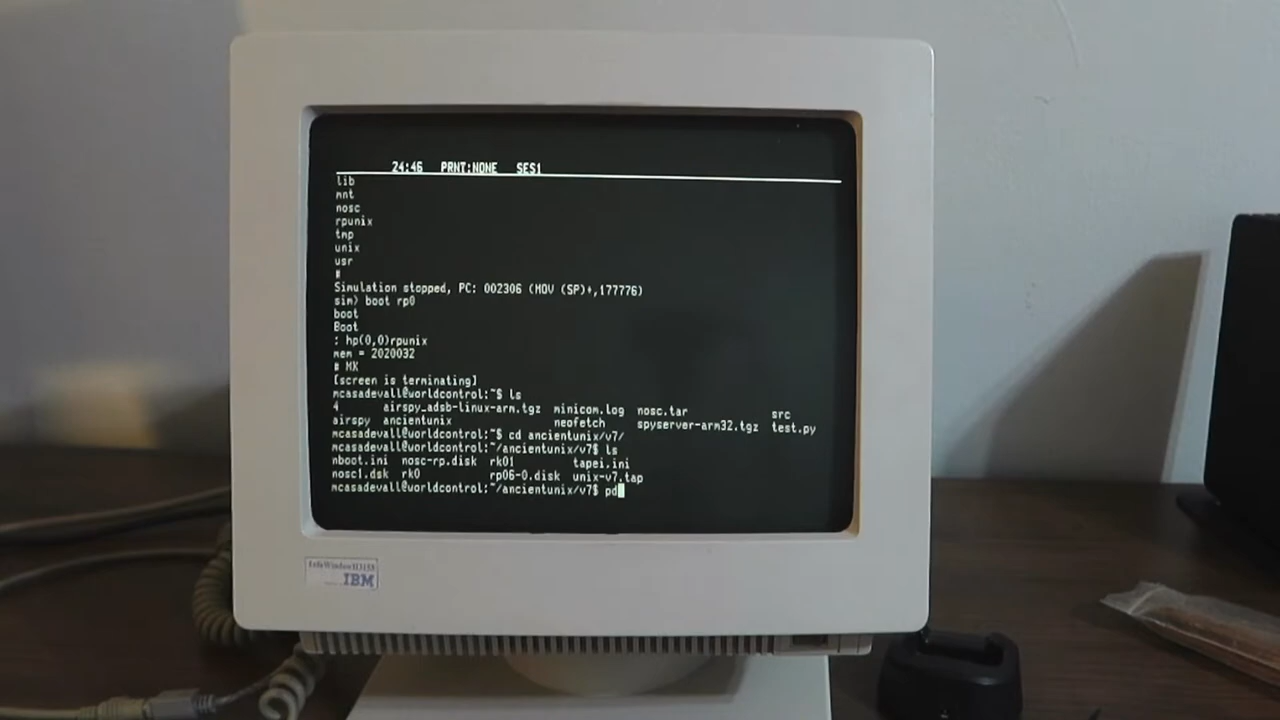 24:46 PRNT:NONE SES1
lib
mnt
nosc
rpunix
tmp
unix
usr
#
Simulation stopped, PC: 002306 (MOV (SP)+,177776)
sim> boot rp0
boot
Boot
: hp(0,0)rpunix
mem = 2020032
# MX
[screen is terminating]
mcasadevall@worldcontrol:~$ ls
4 airspy_adsb-linux-arm.tgz minicom.log nosc.tar src
airspy ancientunix neofetch spyserver-arm32.tgz test.py
mcasadevall@worldcontrol:~$ cd ancientunix/v7/
mcasadevall@worldcontrol:~/ancientunix/v7$ ls
nboot.ini nosc-rp.disk rk01 tapei.ini
nosc1.dsk rk0 rp06-0.disk unix-v7.tap
mcasadevall@worldcontrol:~/ancientunix/v7$ pd
IBM